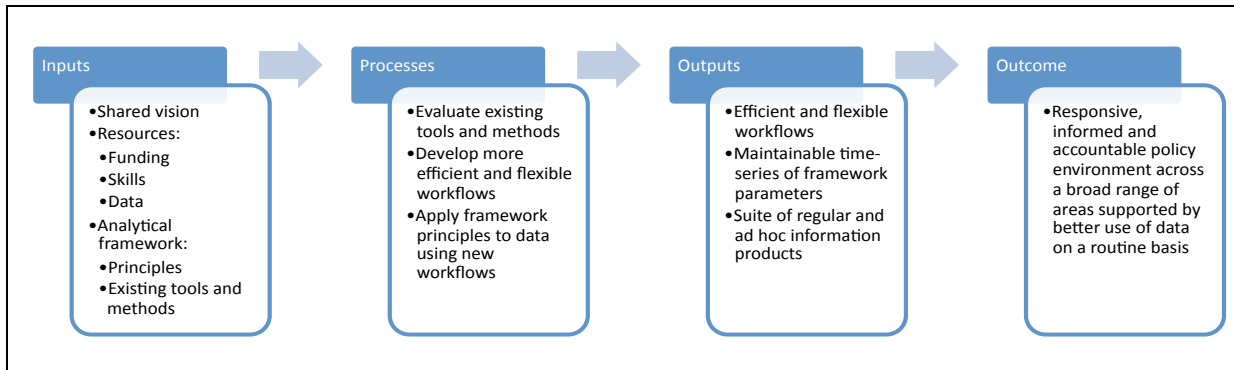 Inputs
•Shared vision
•Resources:
•Funding
•Skills
•Data
•Analytical
framework:
•Principles
•Existing tools and
methods
Processes
•Evaluate existing
tools and methods
•Develop more
efficient and flexible
workflows
•Apply framework
principles to data
using new
workflows
Outputs
•Efficient and flexible
workflows
•Maintainable time-
series of framework
parameters
•Suite of regular and
ad hoc information
products
Outcome
•Responsive,
informed and
accountable policy
environment across
a broad range of
areas supported by
better use of data
on a routine basis